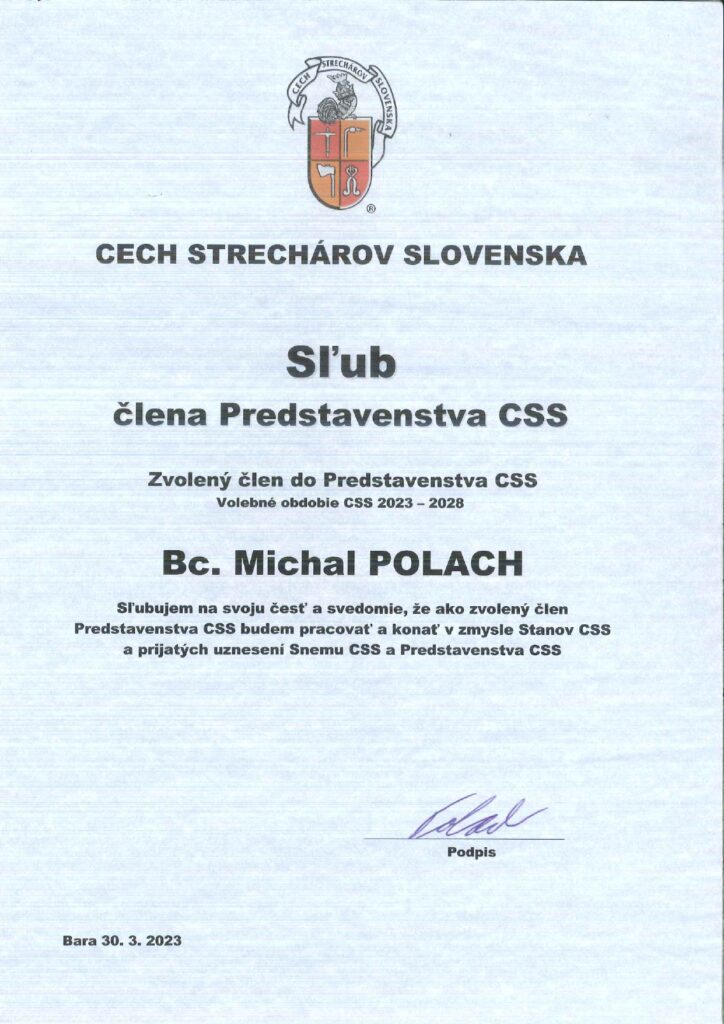 CECH STRECHÁROV SLOVENSKA
®
CECH STRECHÁROV SLOVENSKA
Sľub
člena Predstavenstva CSS
Zvolený člen do Predstavenstva CSS
Volebné obdobie CSS 2023 – 2028
Bc. Michal POLACH
Sľubujem na svoju česť a svedomie, že ako zvolený člen
Predstavenstva CSS budem pracovať a konať v zmysle Stanov CSS
a prijatých uznesení Snemu CSS a Predstavenstva CSS
Polach
Podpis
Bara 30. 3. 2023